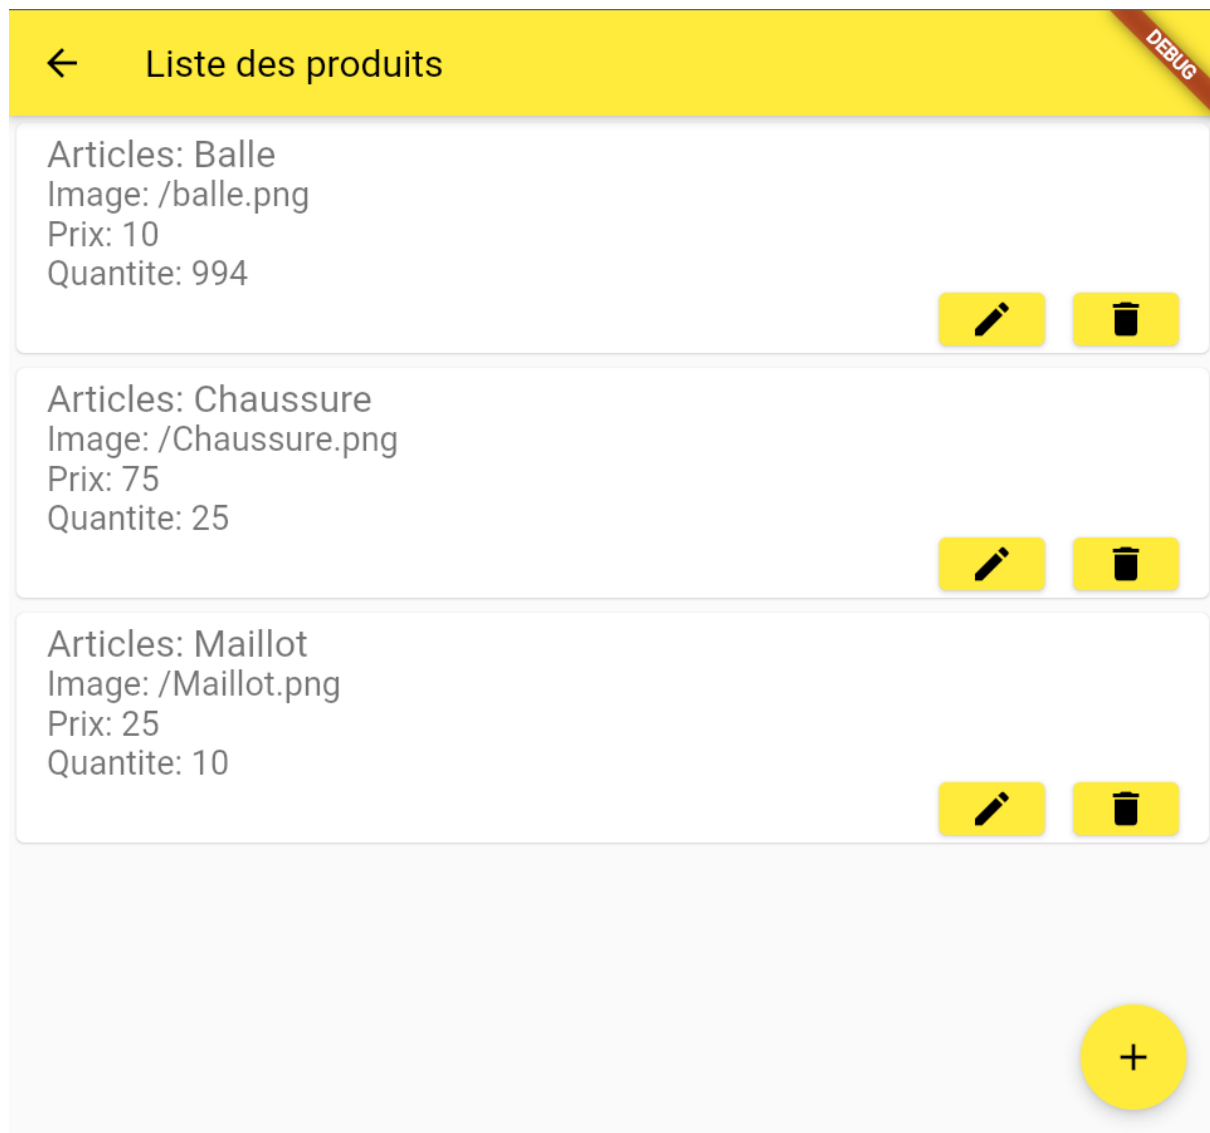 Liste des produits
DEBUG
Articles: Balle
Image: /balle.png
Prix: 10
Quantite: 994
Articles: Chaussure
Image: /Chaussure.png
Prix: 75
Quantite: 25
Articles: Maillot
Image: /Maillot.png
Prix: 25
Quantite: 10